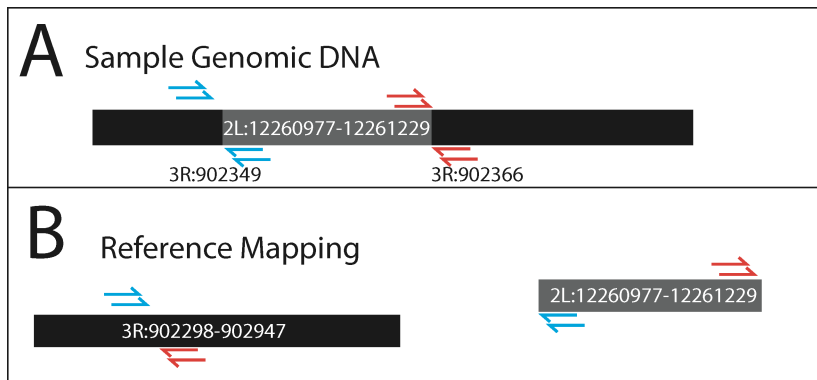 A
Sample Genomic DNA
2L:12260977-12261229
3R:902349
3R:902366
B
Reference Mapping
2L:12260977-12261229
3R:902298-902947